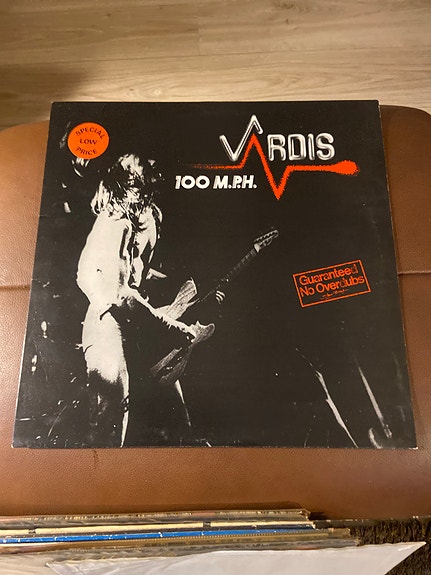 SPECIAL
LOW
PRICE
VARDIS
100 M.P.H.
Guaranteed
No Overdubs